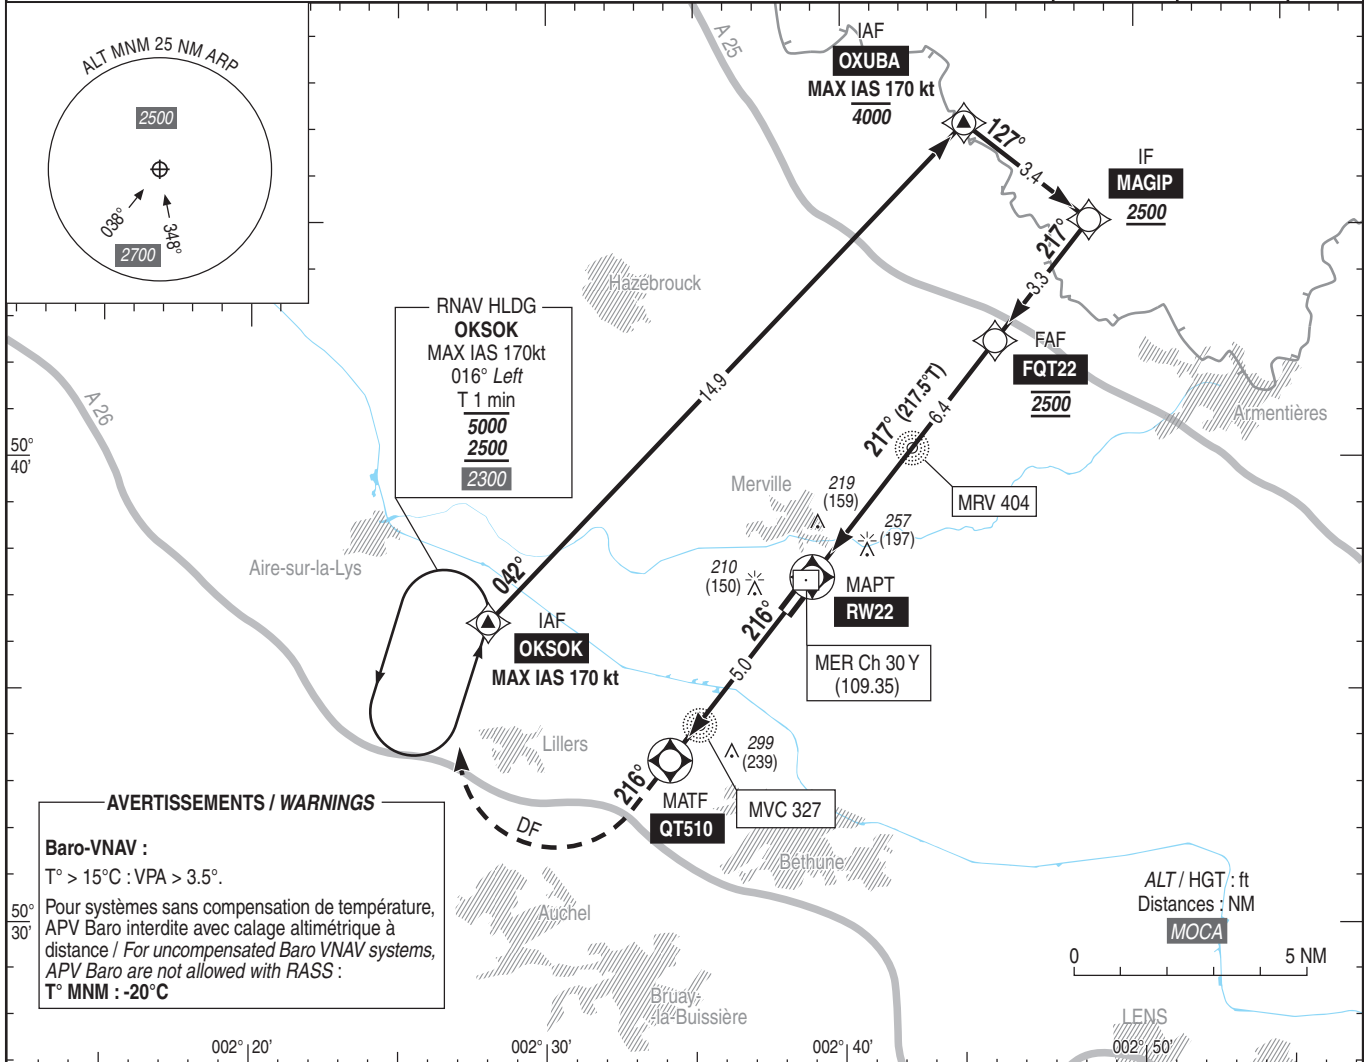 ALT MNM 25 NM ARP
2500
038°
348°
2700
A 25
IAF
OXUBA
MAX IAS 170 kt
4000
127°
3.4
IF
MAGIP
2500
217°
3.3
Hazebrouck
RNAV HLDG
OKSOK
MAX IAS 170kt
016° Left
T 1 min
5000
2500
2300
14.9
FAF
FQT22
2500
217° (217.5°T)
6.4
Armentières
A 26
50°
40'
Merville
219
(159)
257
(197)
MRV 404
Aire-sur-la-Lys
042°
210
(150)
MAPT
RW22
216°
IAF
OKSOK
MAX IAS 170 kt
5.0
MER Ch 30 Y
(109.35)
Lillers
299
(239)
216°
MATF
QT510
MVC 327
DF
Béthune
AVERTISSEMENTS / WARNINGS
Baro-VNAV :
T° > 15°C : VPA > 3.5°.
Pour systèmes sans compensation de température,
APV Baro interdite avec calage altimétrique à
distance / For uncompensated Baro VNAV systems,
APV Baro are not allowed with RASS :
T° MNM : -20°C
50°
30'
Auchel
Bruay-
-la-Buissière
ALT / HGT : ft
Distances : NM
MOCA
0 5 NM
LENS
002° 20' 002° 30' 002° 40' 002° 50'